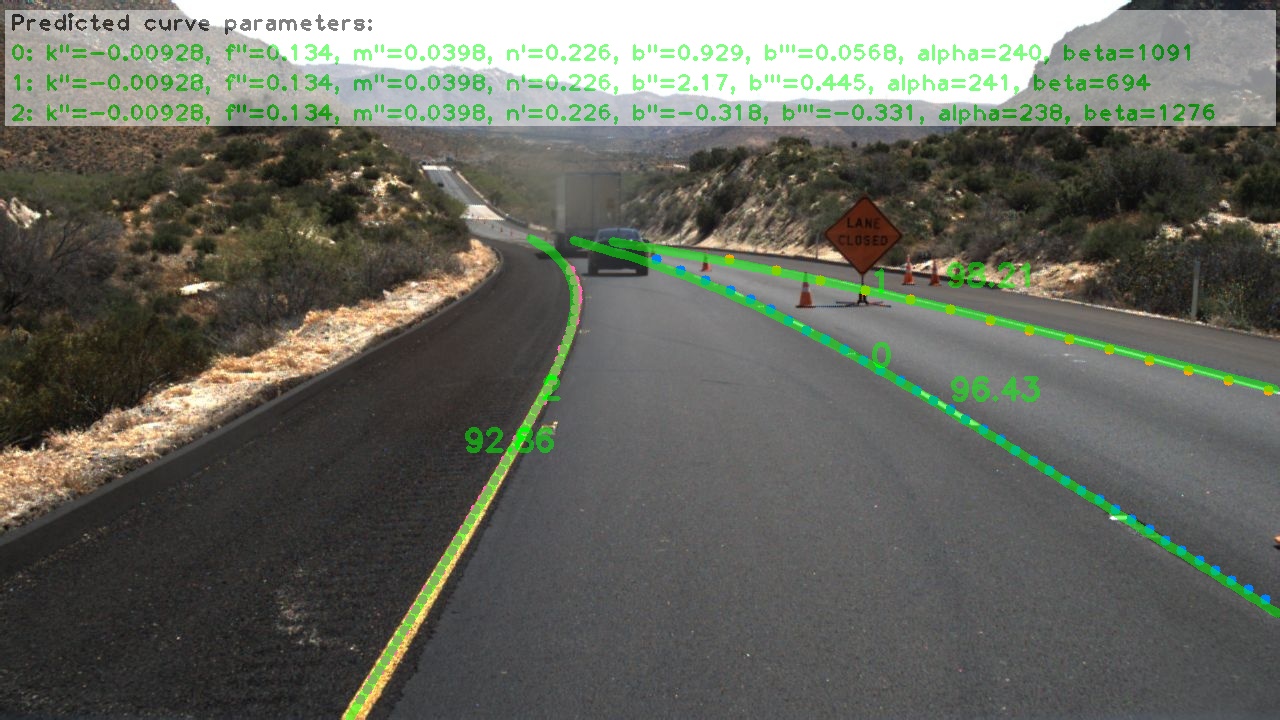 Predicted curve parameters:
0: k''=-0.00928, f''=0.134, m''=0.0398, n'=0.226, b''=0.929, b'''=0.0568, alpha=240, beta=1091
1: k''=-0.00928, f''=0.134, m''=0.0398, n'=0.226, b''=2.17, b'''=0.445, alpha=241, beta=694
2: k''=-0.00928, f''=0.134, m''=0.0398, n'=0.226, b''=-0.318, b'''=-0.331, alpha=238, beta=1276
LANE
CLOSED
1
98.21
0
96.43
2
92.86